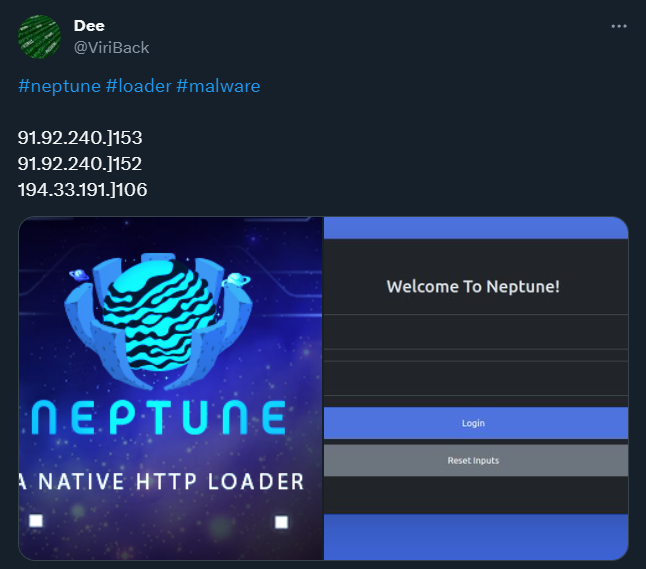 Dee
@ViriBack
#neptune #loader #malware
91.92.240.]153
91.92.240.]152
194.33.191.]106
NEPTUNE
A NATIVE HTTP LOADER
Welcome To Neptune!
Login
Reset Inputs